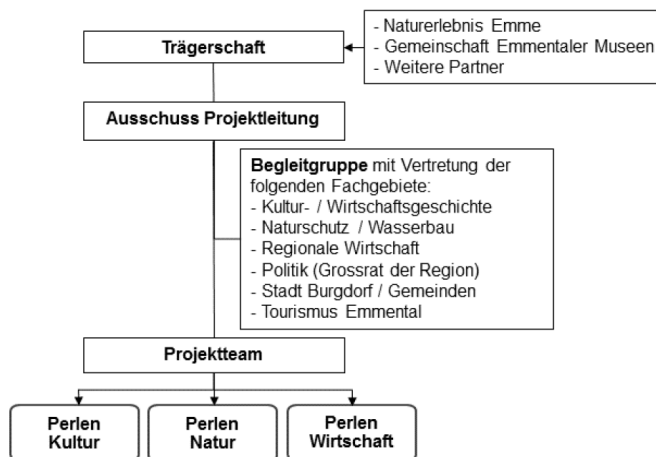 Trägerschaft
- Naturerlebnis Emme
- Gemeinschaft Emmentaler Museen
- Weitere Partner
Ausschuss Projektleitung
Begleitgruppe mit Vertretung der
folgenden Fachgebiete:
- Kultur- / Wirtschaftsgeschichte
- Naturschutz / Wasserbau
- Regionale Wirtschaft
- Politik (Grossrat der Region)
- Stadt Burgdorf / Gemeinden
- Tourismus Emmental
Projektteam
Perlen
Kultur
Perlen
Natur
Perlen
Wirtschaft